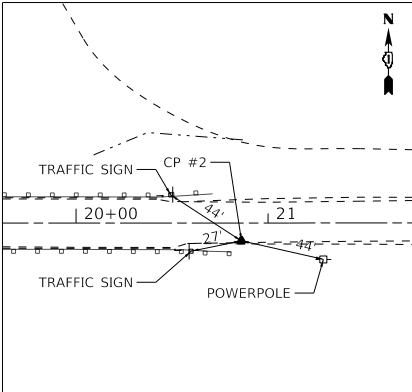 N
TRAFFIC SIGN
CP #2
44'
20+00
21
27'
44'
TRAFFIC SIGN
POWERPOLE